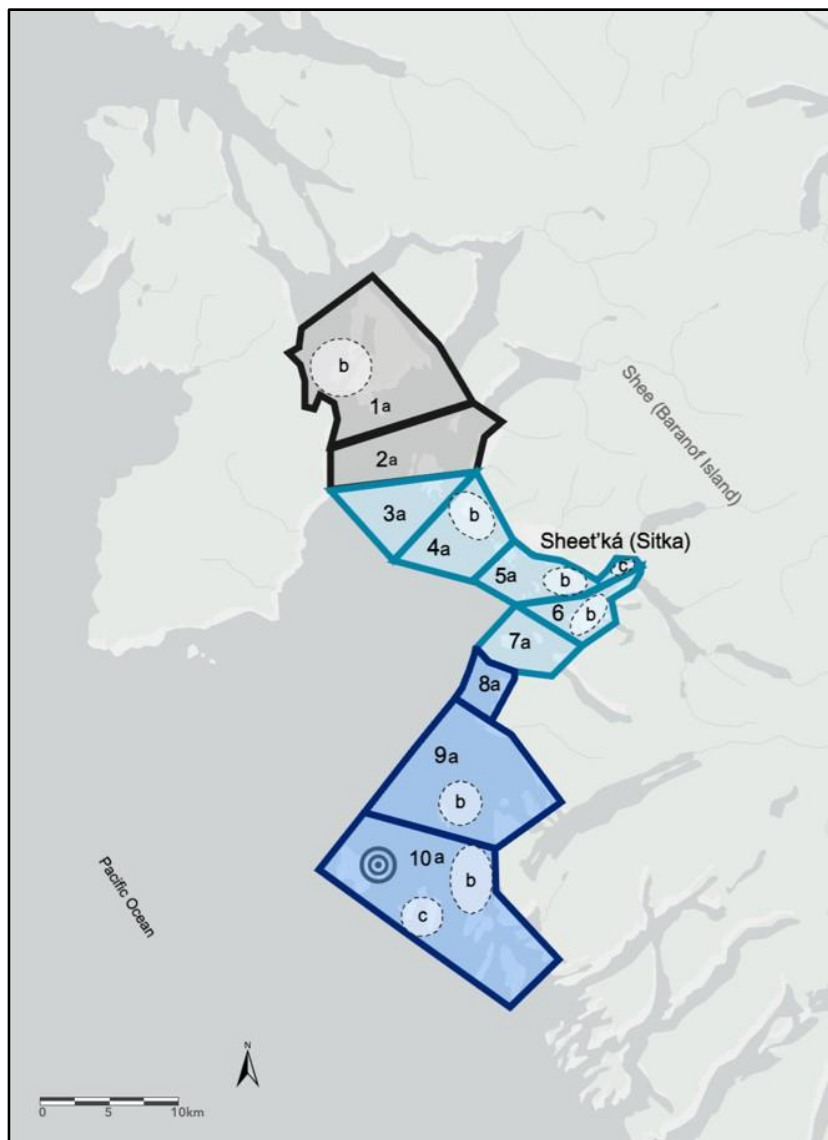 b
1a
2a
3a
b
4a
Shee (Baranof Island)
Sheet'ká (Sitka)
5a
b
c
6
b
7a
8a
9a
b
10a
b
c
Pacific Ocean
N
0 5 10km